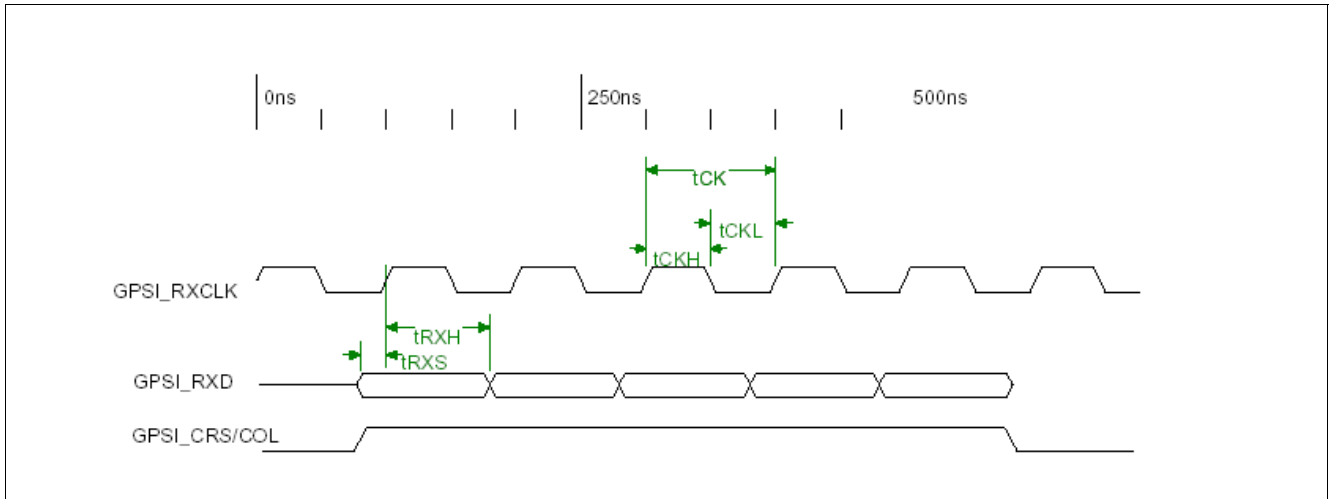 0ns
250ns
500ns
tCK
tCKL
tCKH
GPSI_RXCLK
tRXH
tRXS
GPSI_RXD
GPSI_CRS/COL